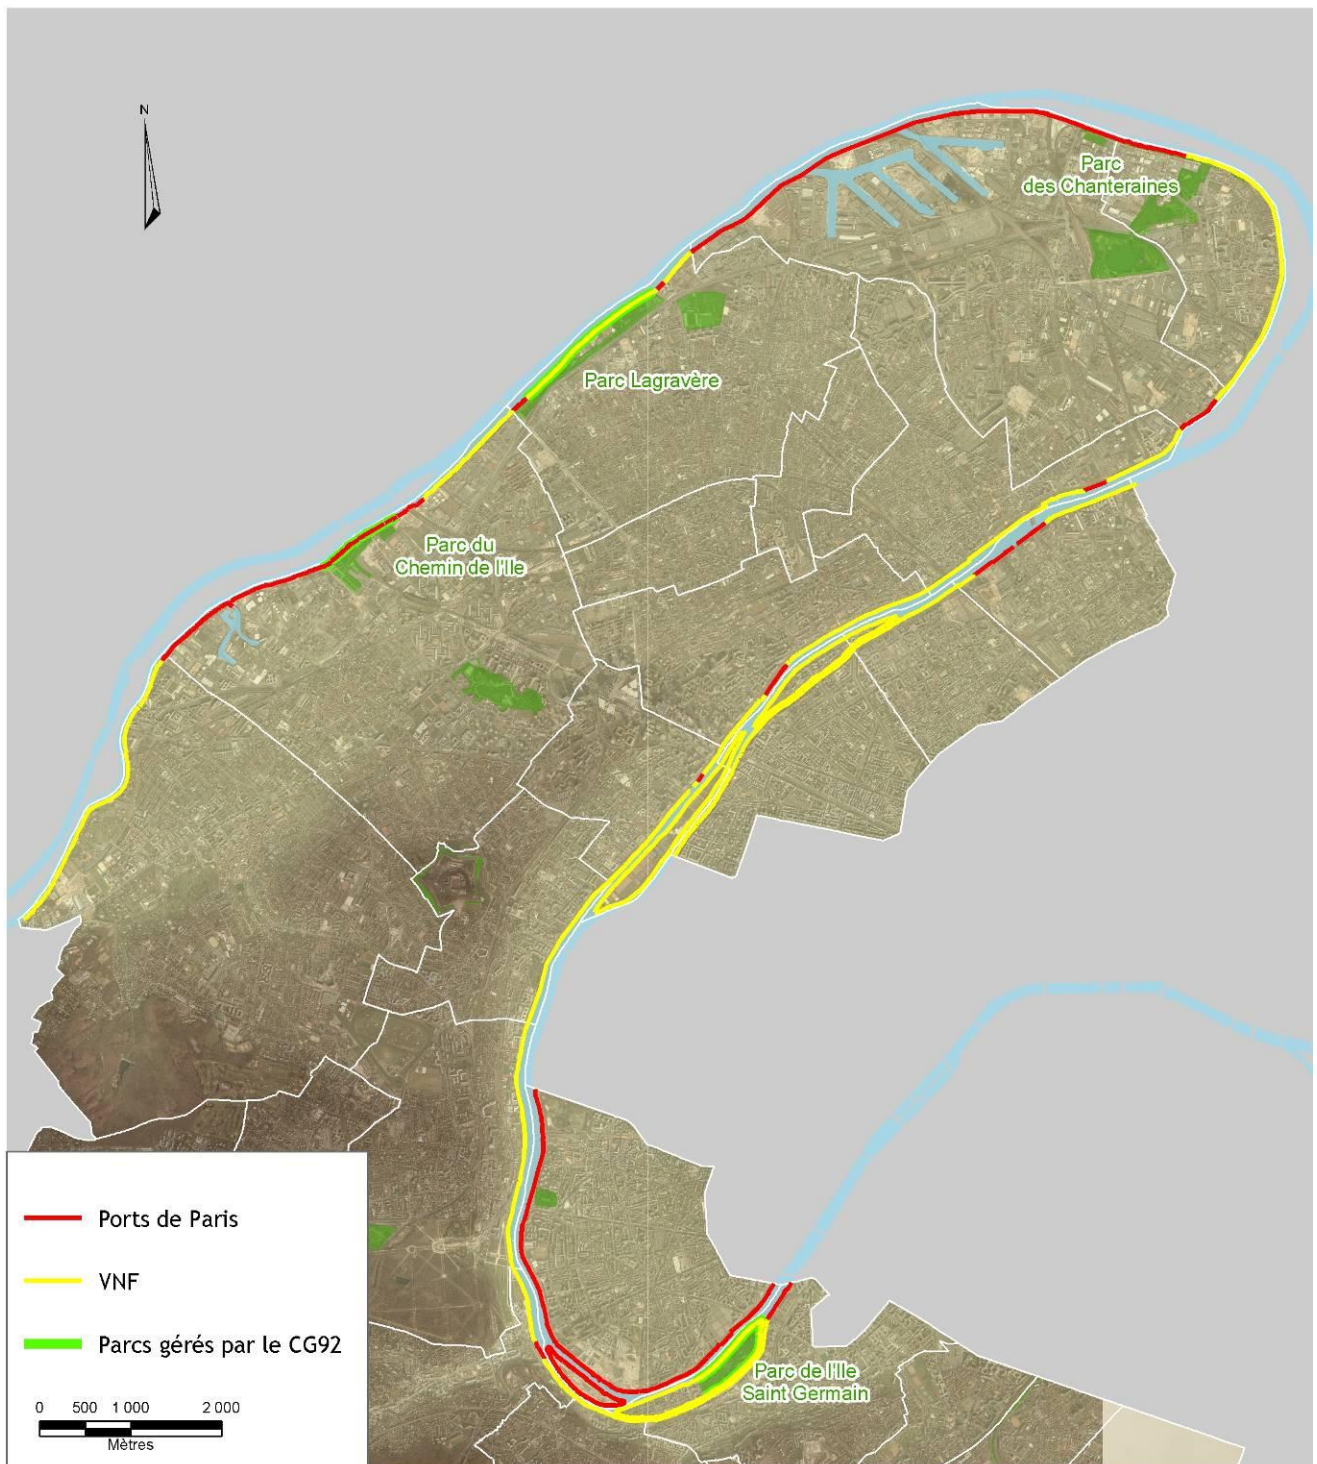 N
Parc
des Chanteraines
Parc Lagravère
Parc du
Chemin de l'Ile
Parc de l'Ile
Saint Germain
Ports de Paris
VNF
Parcs gérés par le CG92
0 500 1 000 2 000
Mètres